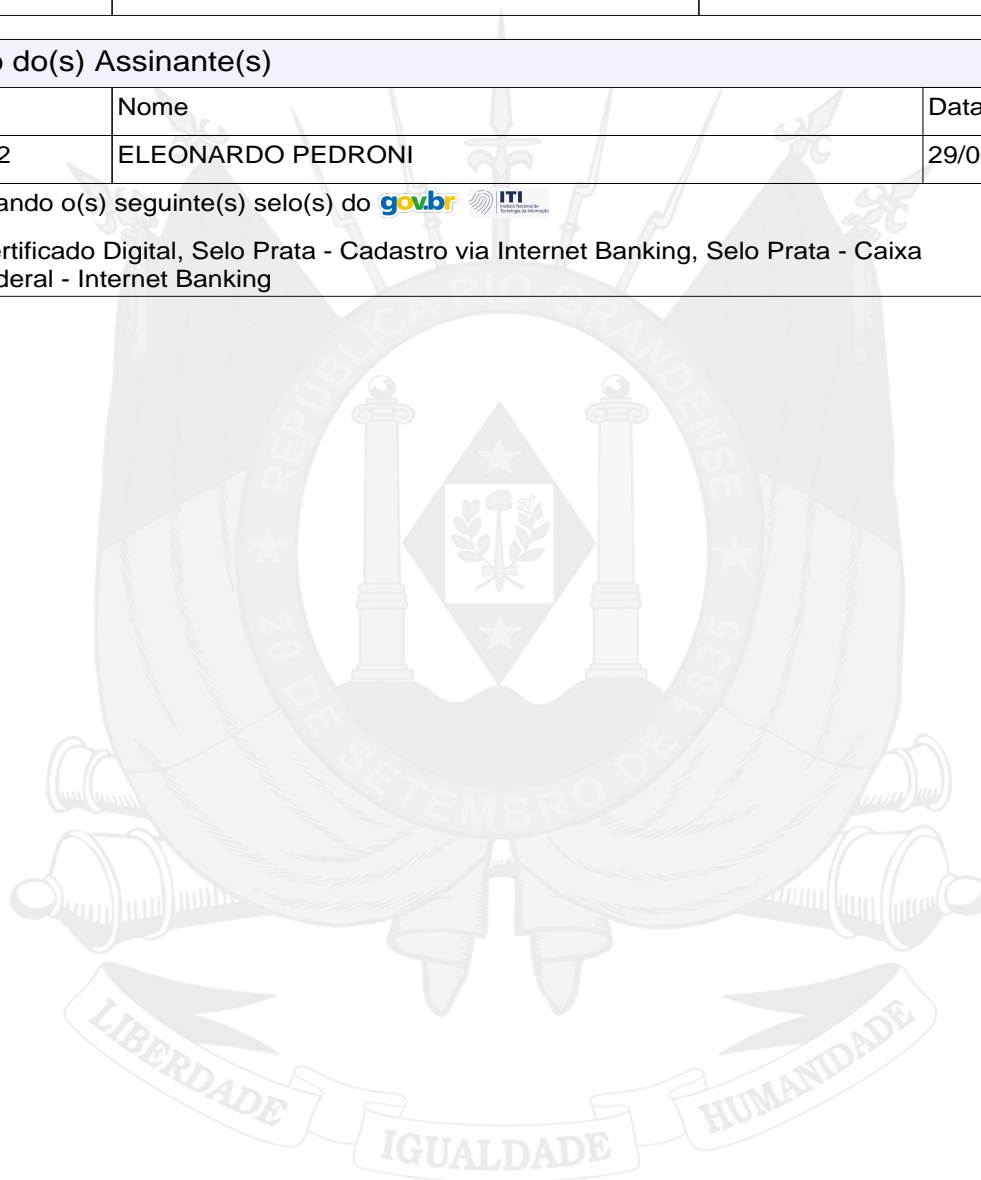 o do(s) Assinante(s)
Nome
Data
2
ELEONARDO PEDRONI
29/0
ando o(s) seguinte(s) selo(s) do gov.br ITI
ertificado Digital, Selo Prata - Cadastro via Internet Banking, Selo Prata - Caixa
deral - Internet Banking
REPÚBLICA RIO GRANDENSE
20 DE SETEMBRO DE 1835
LIBERDADE
IGUALDADE
HUMANIDADE